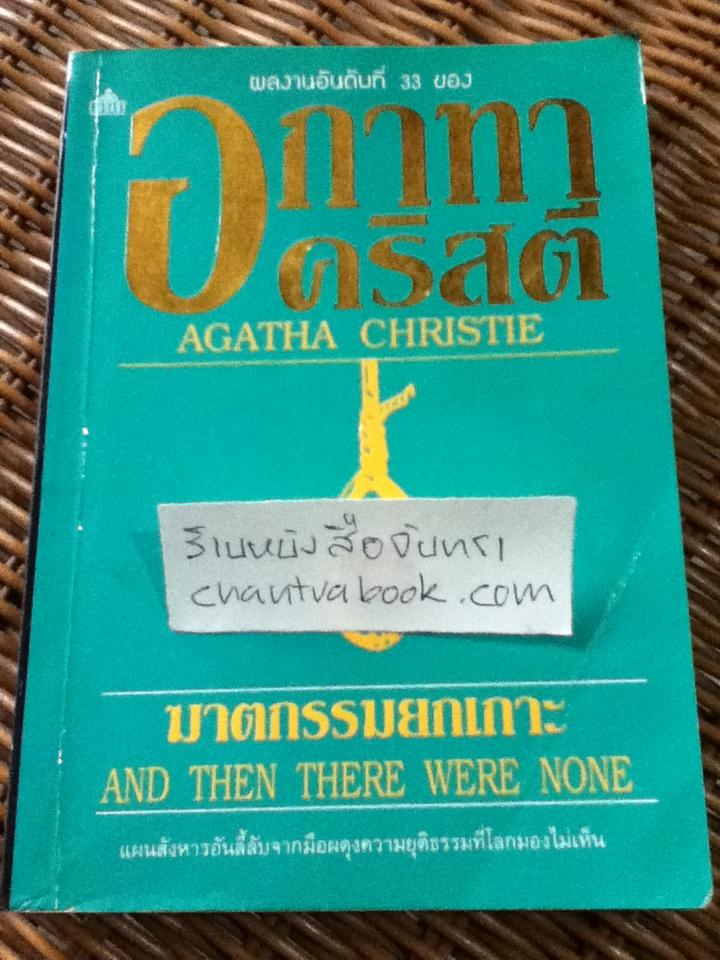 ผลงานอันดับที่ 33 ของ
อกาทา
คริสตี
AGATHA CHRISTIE
ร้านหนังสือจันทรา
chantrabook.com
ฆาตกรรมยกเกาะ
AND THEN THERE WERE NONE
แผนสังหารอันลี้ลับจากมือผดุงความยุติธรรมที่โลกมองไม่เห็น